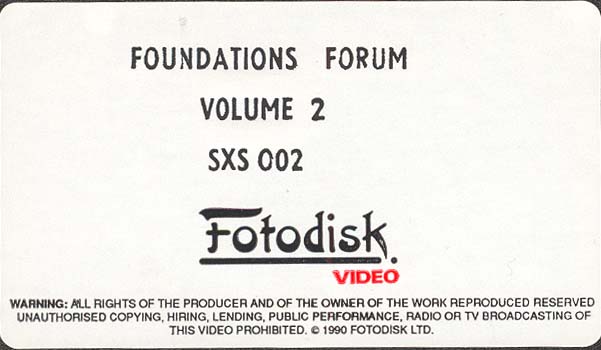 FOUNDATIONS FORUM
VOLUME 2
SXS 002
Fotodisk.
VIDEO
WARNING: ALL RIGHTS OF THE PRODUCER AND OF THE OWNER OF THE WORK REPRODUCED RESERVED
UNAUTHORISED COPYING, HIRING, LENDING, PUBLIC PERFORMANCE, RADIO OR TV BROADCASTING OF
THIS VIDEO PROHIBITED. © 1990 FOTODISK LTD.